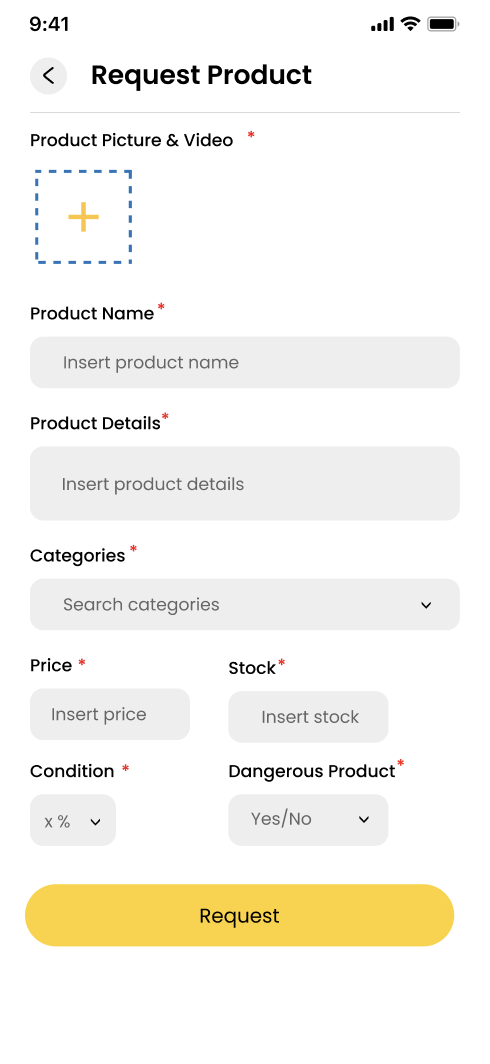 9:41
Request Product
Product Picture & Video *
Product Name *
Insert product name
Product Details*
Insert product details
Categories *
Search categories
Price *
Stock*
Insert price
Insert stock
Condition *
Dangerous Product*
x %
Yes/No
Request